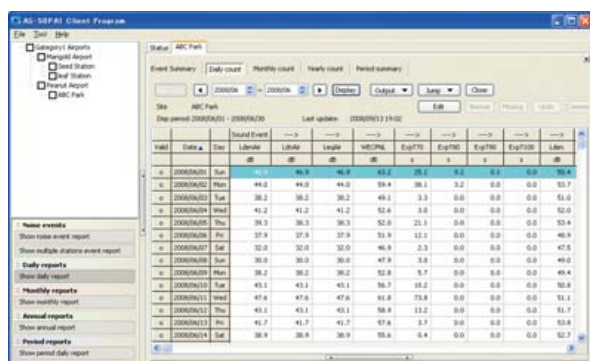 AS-50PA1 Client Program
File Tool Help
Category1 Airports
Marigold Airport
Seed Station
leaf Station
Peanut Airport
ABC Park
Noise events
Show noise event report
Show multiple stations event report
Daily reports
Show daily report
Monthly reports
Show monthly report
Annual reports
Show annual report
Period reports
Show period daily report
Status ABC Park
Event Summary Daily count Monthly count Yearly count Period summary
2008/06 ~ 2008/06 Display Output Jump Close
Site ABC Park Edit Normal Missing Undo
Disp period 2008/06/01 - 2008/06/30 Last update: 2008/09/13 19:02
Sound Event ---> ---> ---> ---> ---> ---> ---> --->
Valid Date Day LdenAir LdnAir LeqAir WECPNL ExpT70 ExpT80 ExpT90 ExpT100 Lden
dB dB dB dB s s s s dB
o 2008/06/01 Sun 46.9 46.9 63.2 25.1 9.2 0.1 0.0 50.4
o 2008/06/02 Mon 44.0 44.0 44.0 59.4 38.1 3.2 0.0 0.0 53.7
o 2008/06/03 Tue 38.2 38.2 38.2 49.1 3.3 0.0 0.0 0.0 51.0
o 2008/06/04 Wed 41.2 41.2 41.2 52.6 3.0 0.0 0.0 0.0 52.0
o 2008/06/05 Thu 38.3 38.3 52.0 21.1 0.0 0.0 0.0 53.4
o 2008/06/06 Fri 37.9 37.9 37.9 51.9 12.1 0.0 0.0 0.0 48.9
o 2008/06/07 Sat 32.0 32.0 32.0 46.9 2.3 0.0 0.0 0.0 47.5
o 2008/06/08 Sun 30.0 30.0 30.0 47.9 3.0 0.0 0.0 0.0 49.0
o 2008/06/09 Mon 38.2 38.2 38.2 52.8 5.7 0.0 0.0 0.0 49.4
o 2008/06/10 Tue 43.1 43.1 43.1 56.7 10.2 0.0 0.0 0.0 50.8
o 2008/06/11 Wed 47.6 47.6 47.6 61.8 73.8 0.0 0.0 0.0 51.1
o 2008/06/12 Thu 43.1 43.1 43.1 58.9 13.2 0.0 0.0 0.0 51.7
o 2008/06/13 Fri 41.7 41.7 41.7 57.6 3.7 0.0 0.0 0.0 53.8
o 2008/06/14 Sat 38.9 38.9 38.9 55.6 0.4 0.0 0.0 0.0 52.7